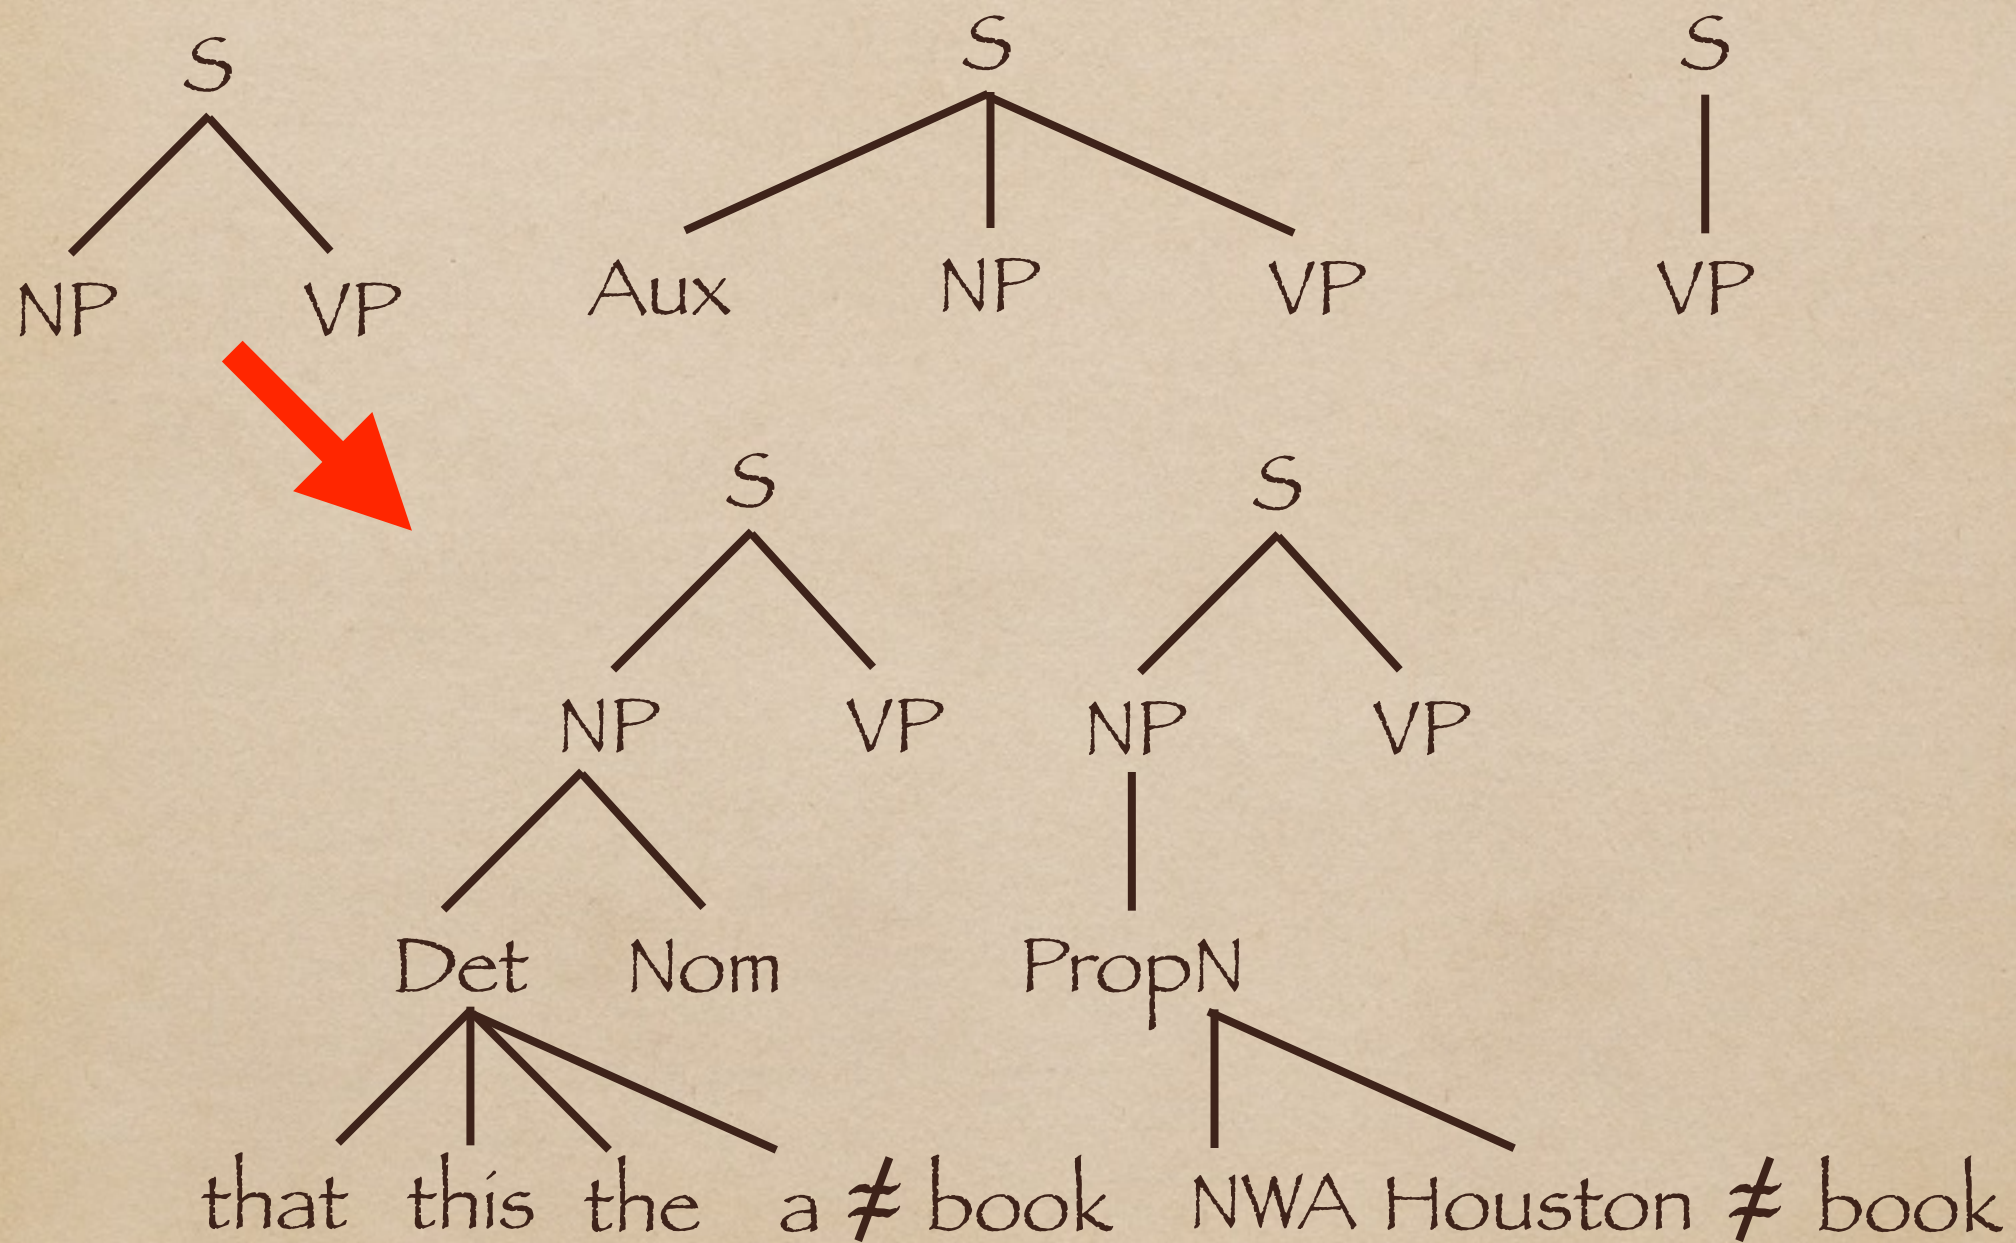 S S S
NP VP Aux NP VP VP
S S
NP VP NP VP
Det Nom PropN
that this the a ≠ book NWA Houston ≠ book